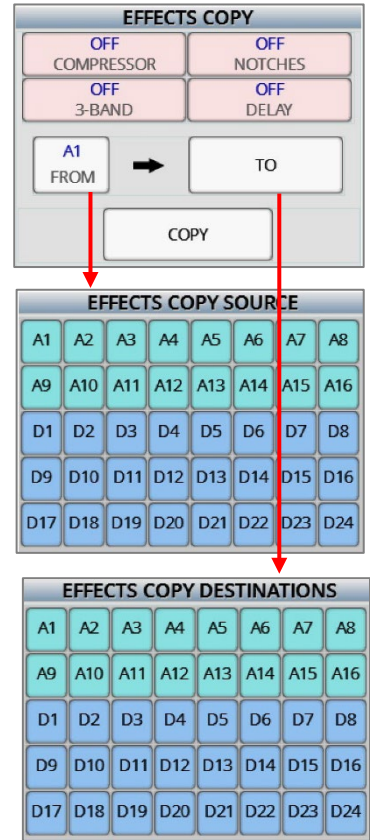 EFFECTS COPY
OFF OFF
COMPRESSOR NOTCHES
OFF OFF
3-BAND DELAY
A1
FROM TO
COPY
EFFECTS COPY SOURCE
A1 A2 A3 A4 A5 A6 A7 A8
A9 A10 A11 A12 A13 A14 A15 A16
D1 D2 D3 D4 D5 D6 D7 D8
D9 D10 D11 D12 D13 D14 D15 D16
D17 D18 D19 D20 D21 D22 D23 D24
EFFECTS COPY DESTINATIONS
A1 A2 A3 A4 A5 A6 A7 A8
A9 A10 A11 A12 A13 A14 A15 A16
D1 D2 D3 D4 D5 D6 D7 D8
D9 D10 D11 D12 D13 D14 D15 D16
D17 D18 D19 D20 D21 D22 D23 D24